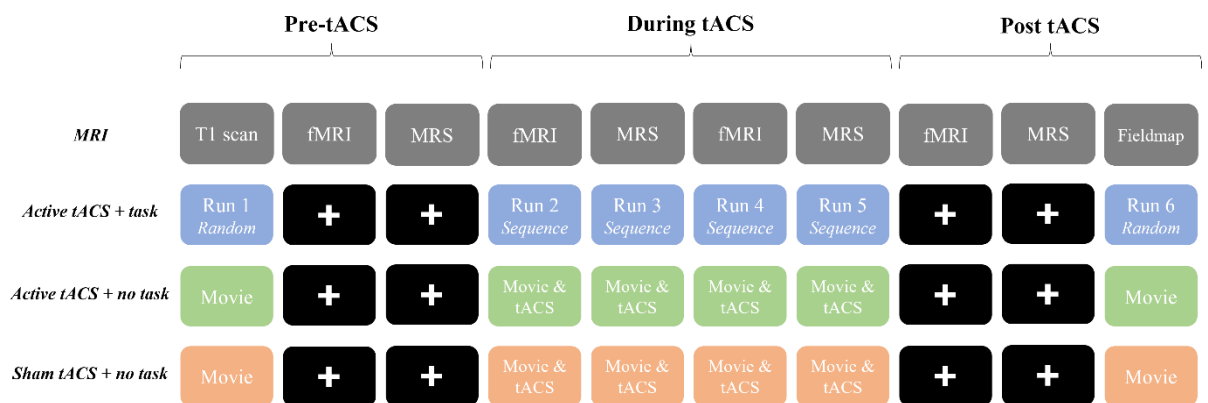 Pre-tACS During tACS Post tACS
MRI T1 scan fMRI MRS fMRI MRS fMRI MRS fMRI MRS Fieldmap
Active tACS + task Run 1 Run 2 Run 3 Run 4 Run 5 Run 6
Random Sequence Sequence Sequence Sequence Random
Active tACS + no task Movie Movie & Movie & Movie & Movie & Movie
tACS tACS tACS tACS
Sham tACS + no task Movie Movie & Movie & Movie & Movie & Movie
tACS tACS tACS tACS